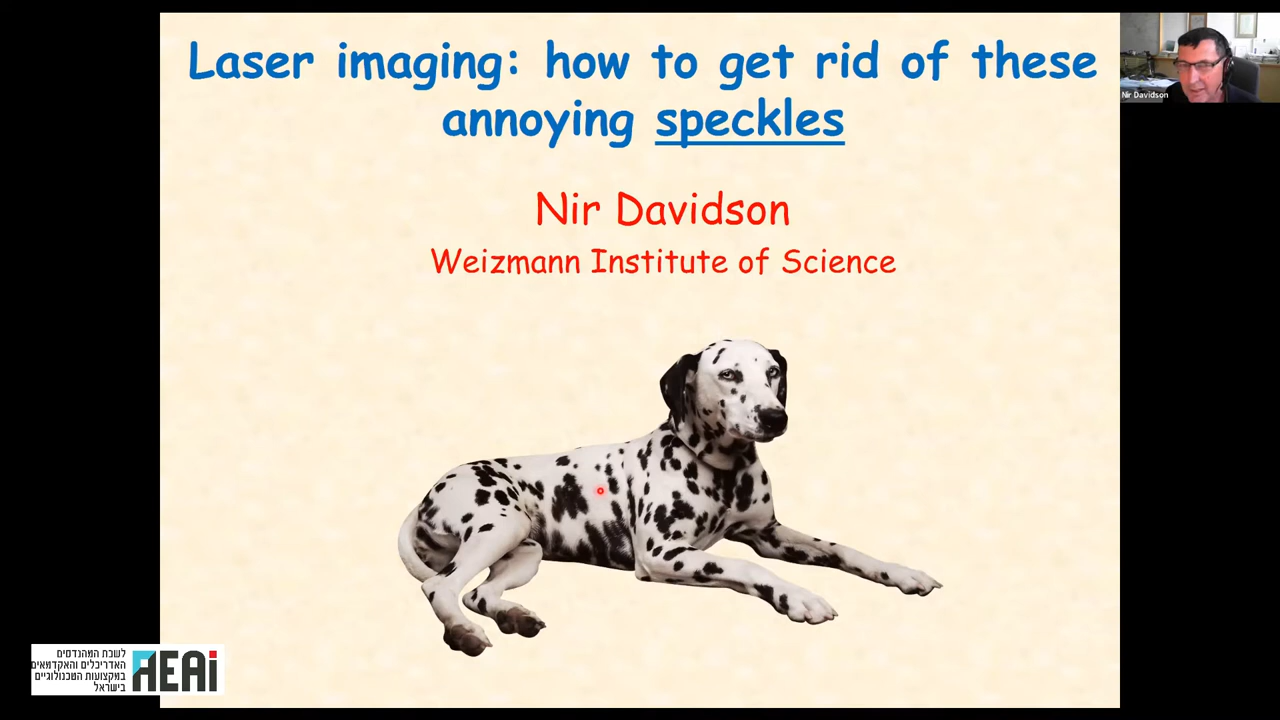 Laser imaging: how to get rid of these
annoying speckles
Nir Davidson
Weizmann Institute of Science
Nir Davidson
לשכת המהנדסים
האדריכלים והאקדמאים
במקצועות הטכנולוגיים
בישראל
AEAi